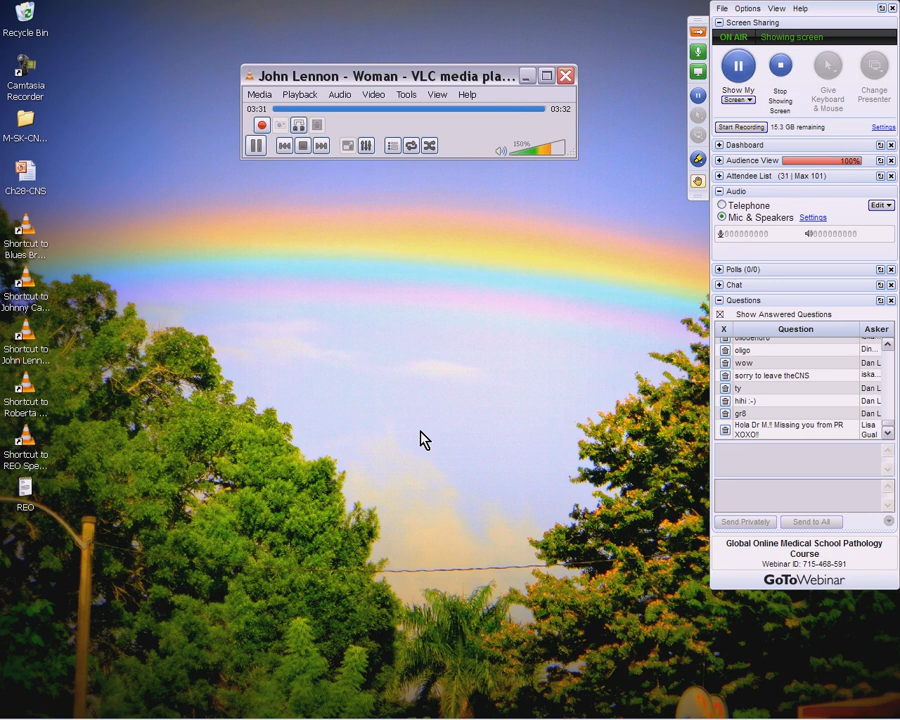 Recycle Bin
Camtasia
Recorder
M-SK-CN...
Ch28-CNS
Shortcut to
Blues Br...
Shortcut to
Johnny Ca...
Shortcut to
John Lenn...
Shortcut to
Roberta ...
Shortcut to
REO Spe...
REO
John Lennon - Woman - VLC media pla...
Media Playback Audio Video Tools View Help
03:31 03:32
150%
File Options View Help
Screen Sharing
ON AIR Showing screen
Show My
Screen
Stop
Showing
Screen
Give
Keyboard
& Mouse
Change
Presenter
Start Recording 15.3 GB remaining Settings
Dashboard
Audience View 100%
Attendee List (31 | Max 101)
Audio
Telephone Edit
Mic & Speakers Settings
Polls (0/0)
Chat
Questions
Show Answered Questions
X Question Asker
oligo Din...
wow Dan L
sorry to leave theCNS iska...
ty Dan L
hihi :-) Dan L
gr8 Dan L
Hola Dr M.!! Missing you from PR Lisa
XOXO!! Gual
Send Privately Send to All
Global Online Medical School Pathology
Course
Webinar ID: 715-468-591
GoToWebinar